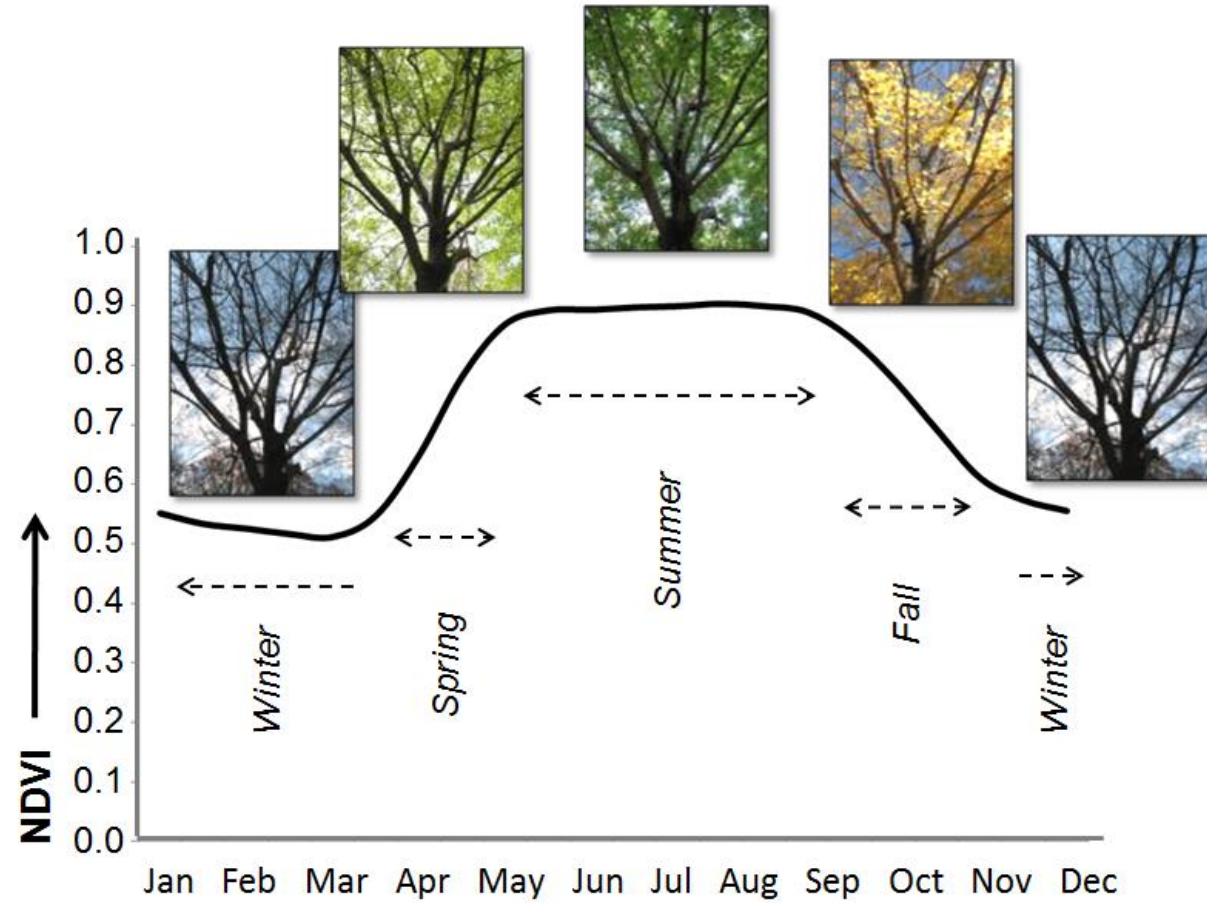 1.0
0.9
0.8
0.7
0.6
0.5
0.4
0.3
0.2
0.1
0.0
NDVI
Winter
Spring
Summer
Fall
Winter
Jan Feb Mar Apr May Jun Jul Aug Sep Oct Nov Dec